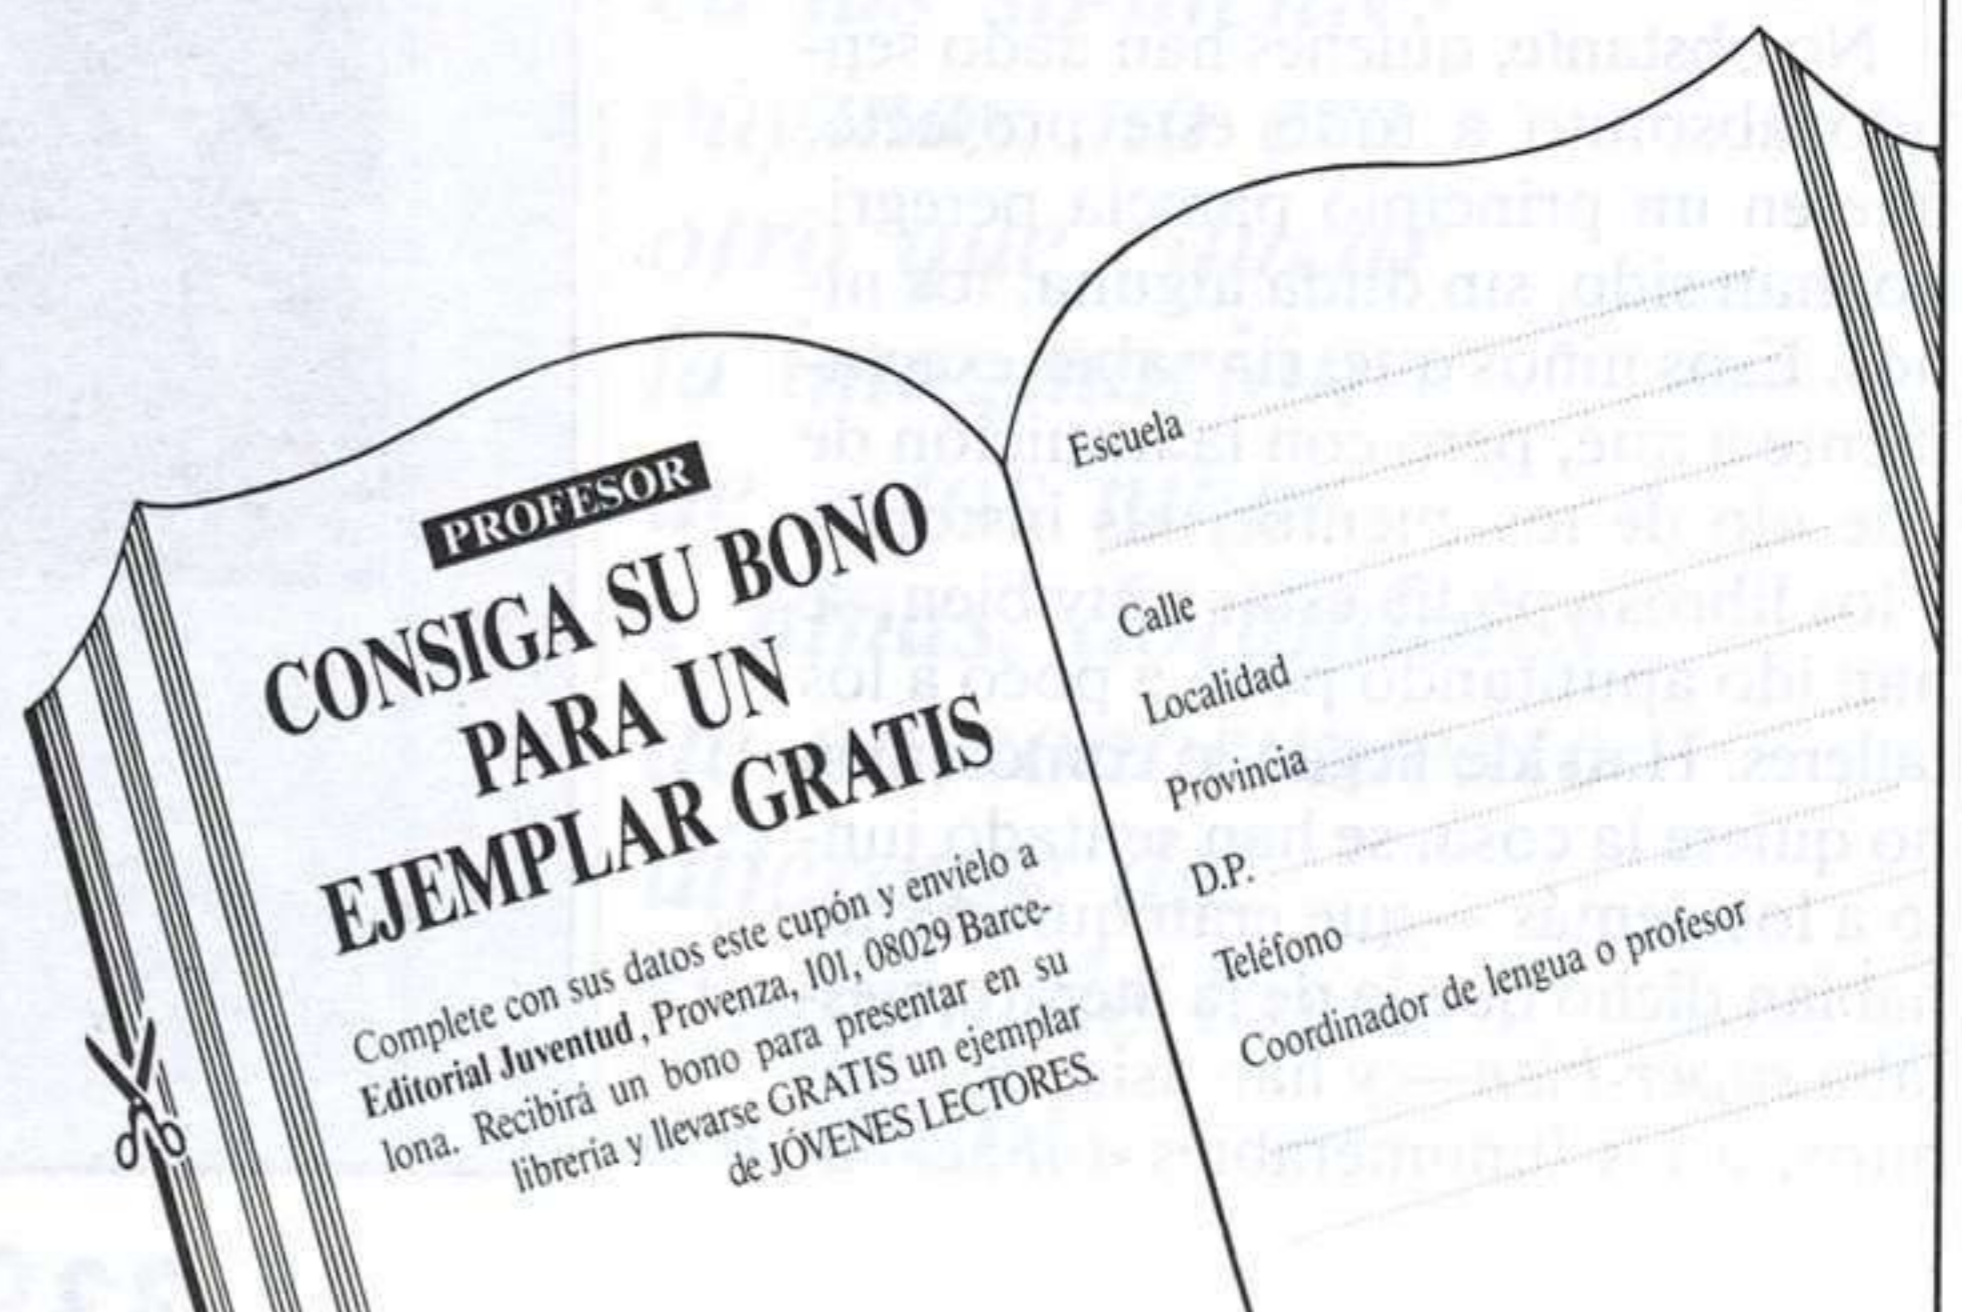 PROFESOR
CONSIGA SU BONO
PARA UN
EJEMPLAR GRATIS
Complete con sus datos este cupón y envielo a
Editorial Juventud, Provenza, 101, 08029 Barce-
lona. Recibirá un bono para presentar en su
libreria y llevarse GRATIS un ejemplar
de JÓVENES LECTORES.
Escuela
Calle
Localidad
Provincia
D.P.
Teléfono
Coordinador de lengua o profesor